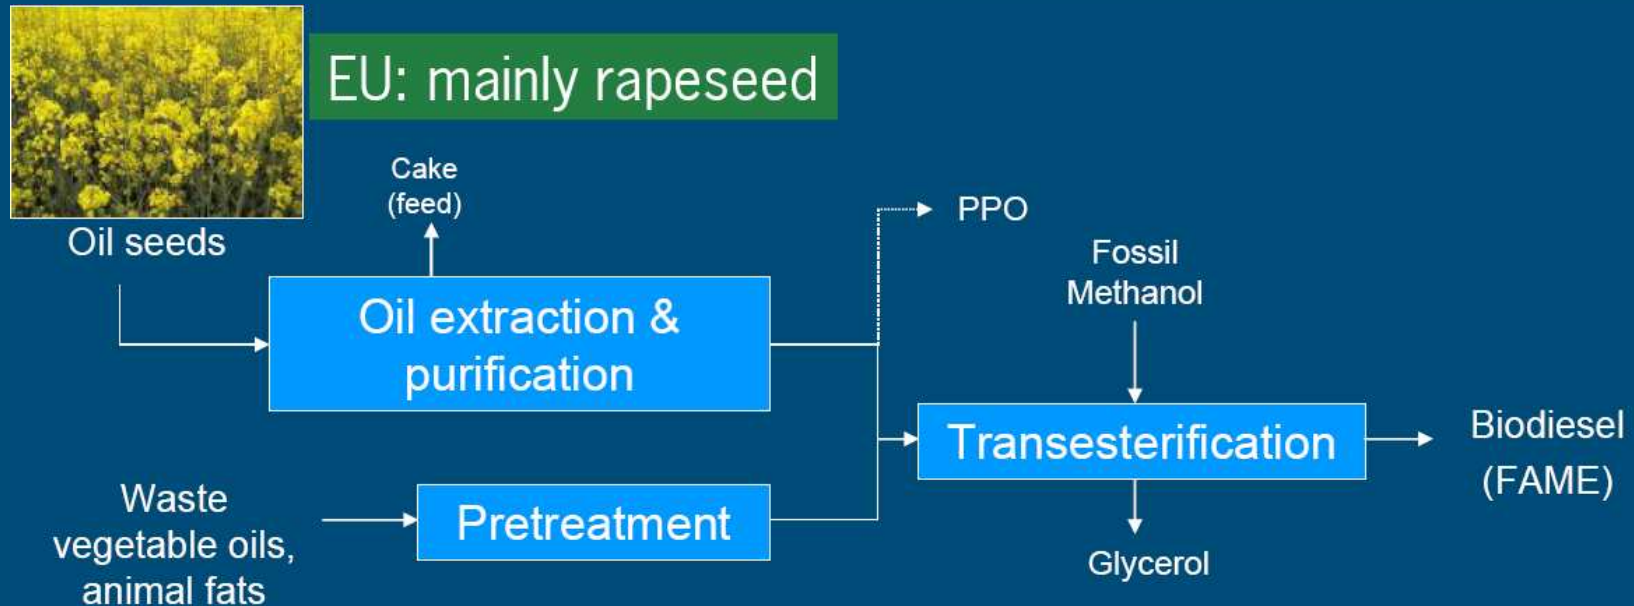 EU: mainly rapeseed
Oil seeds
Cake
(feed)
Oil extraction &
purification
PPO
Fossil
Methanol
Transesterification
Biodiesel
(FAME)
Glycerol
Waste
vegetable oils,
animal fats
Pretreatment